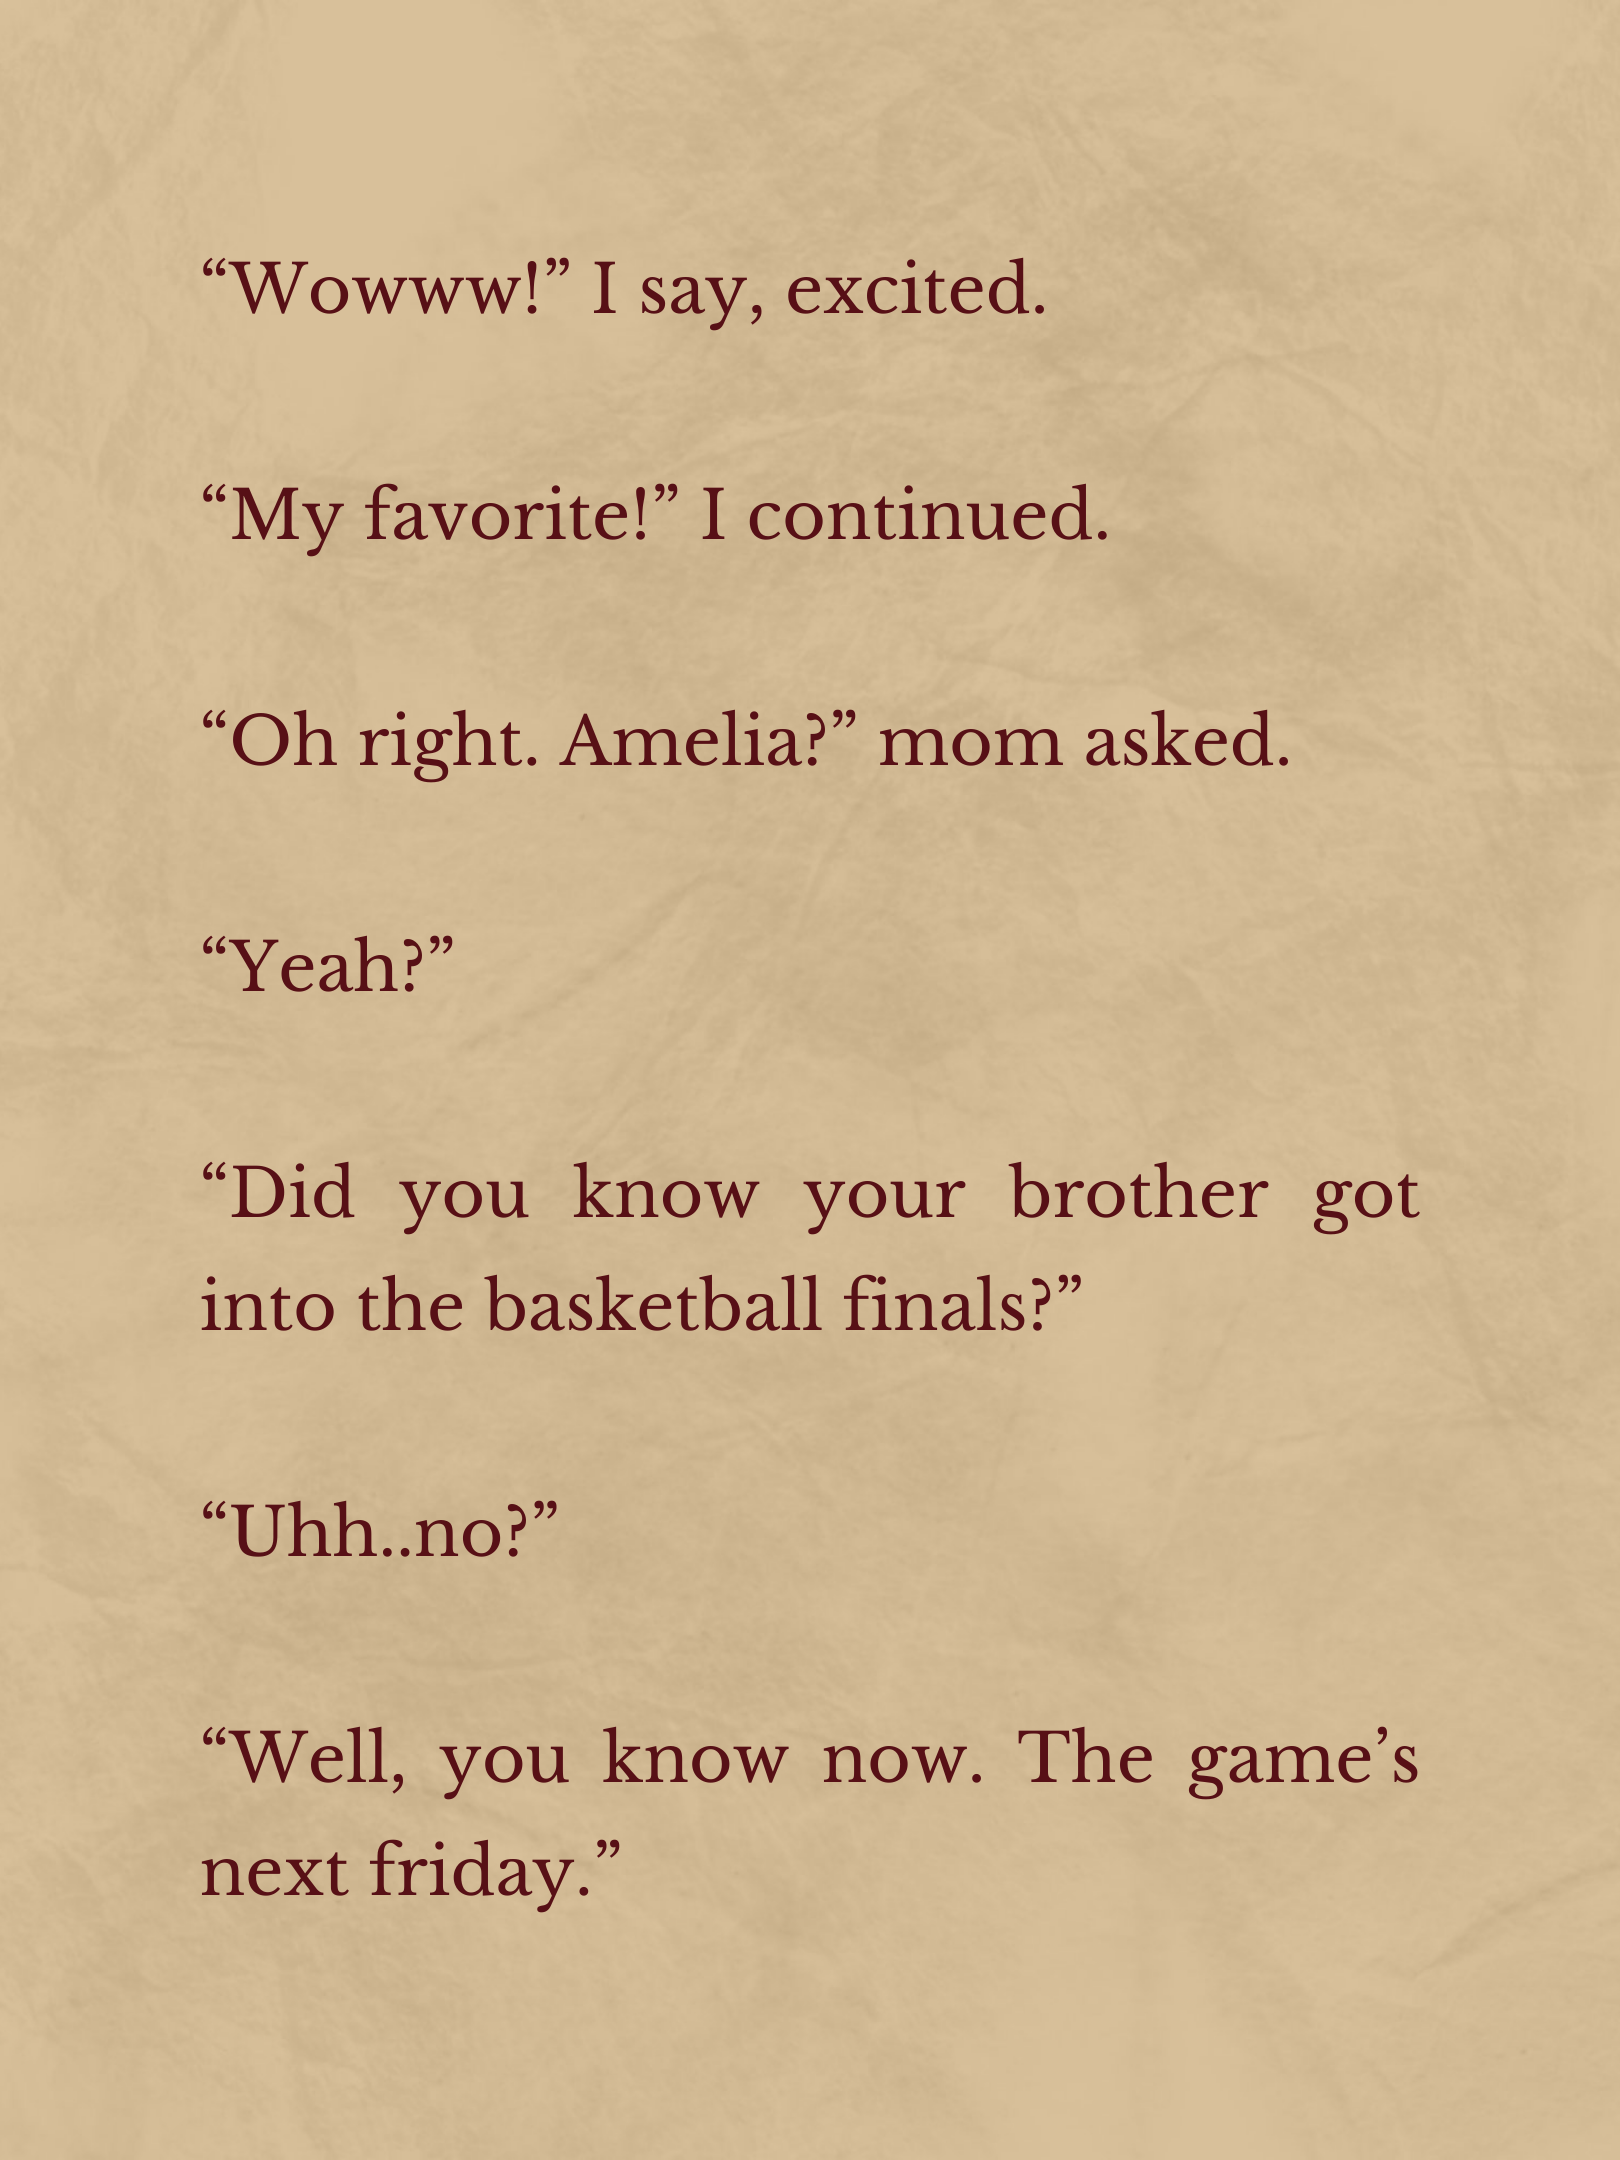 “Wowww!” I say, excited.
“My favorite!” I continued.
“Oh right. Amelia?” mom asked.
“Yeah?”
“Did you know your brother got
into the basketball finals?”
“Uhh..no?”
“Well, you know now. The game’s
next friday.”